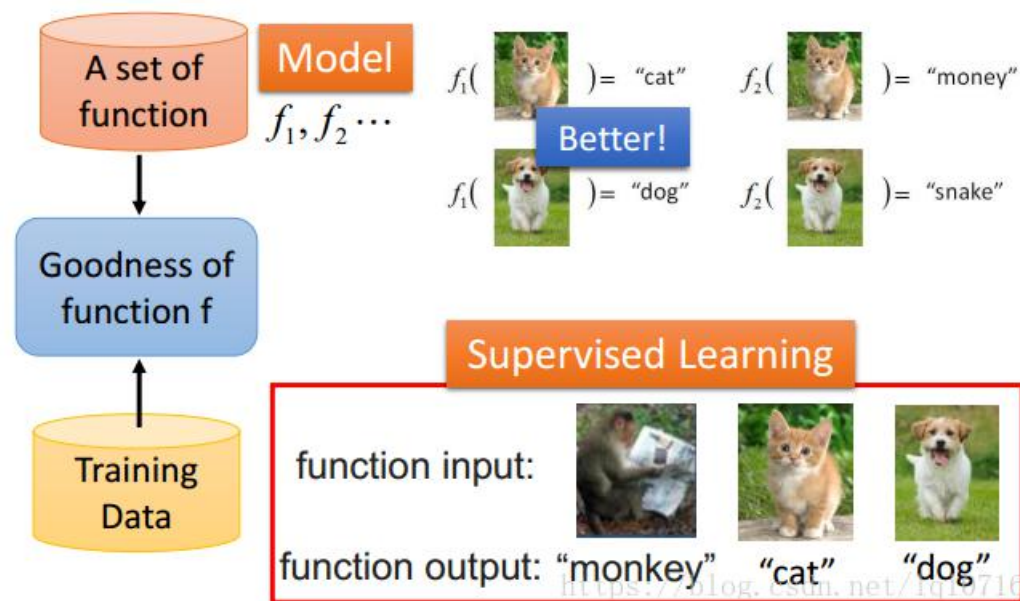 A set of
function
Model
f₁, f₂ ⋯
f₁( ) = “cat”
f₂( ) = “money”
Better!
f₁( ) = “dog”
f₂( ) = “snake”
Goodness of
function f
Supervised Learning
Training
Data
function input:
function output: “monkey” “cat” “dog”